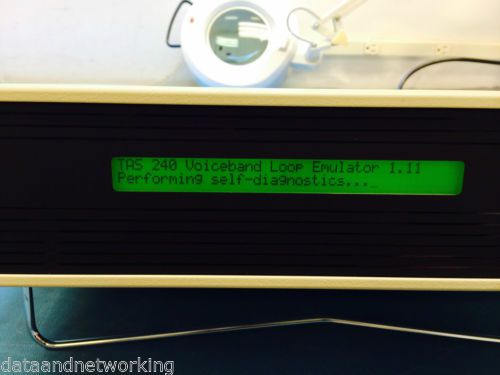 TAS 240 Voiceband Loop Emulator 1.11
Performing self-diagnostics..._
dataandnetworking